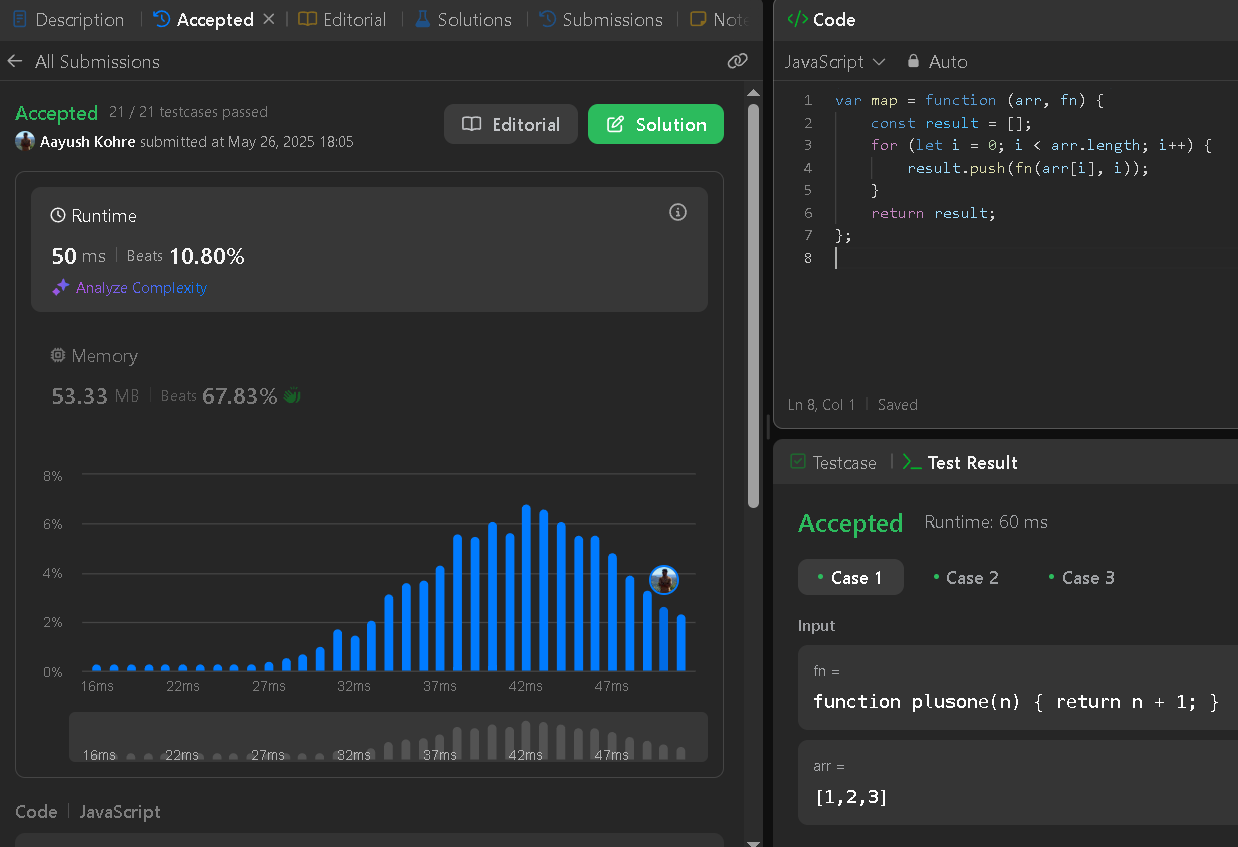 Description
Accepted
Editorial
Solutions
Submissions
Note
All Submissions
Accepted 21 / 21 testcases passed
Aayush Kohre submitted at May 26, 2025 18:05
Editorial
Solution
Runtime
50 ms | Beats 10.80%
Analyze Complexity
Memory
53.33 MB | Beats 67.83%
8%
6%
4%
2%
0%
16ms 22ms 27ms 32ms 37ms 42ms 47ms
16ms 22ms 27ms 32ms 37ms 42ms 47ms
Code | JavaScript
</> Code
JavaScript Auto
1 var map = function (arr, fn) {
2 const result = [];
3 for (let i = 0; i < arr.length; i++) {
4 result.push(fn(arr[i], i));
5 }
6 return result;
7 };
8
Ln 8, Col 1 | Saved
Testcase | >_ Test Result
Accepted Runtime: 60 ms
• Case 1 • Case 2 • Case 3
Input
fn =
function plusone(n) { return n + 1; }
arr =
[1,2,3]